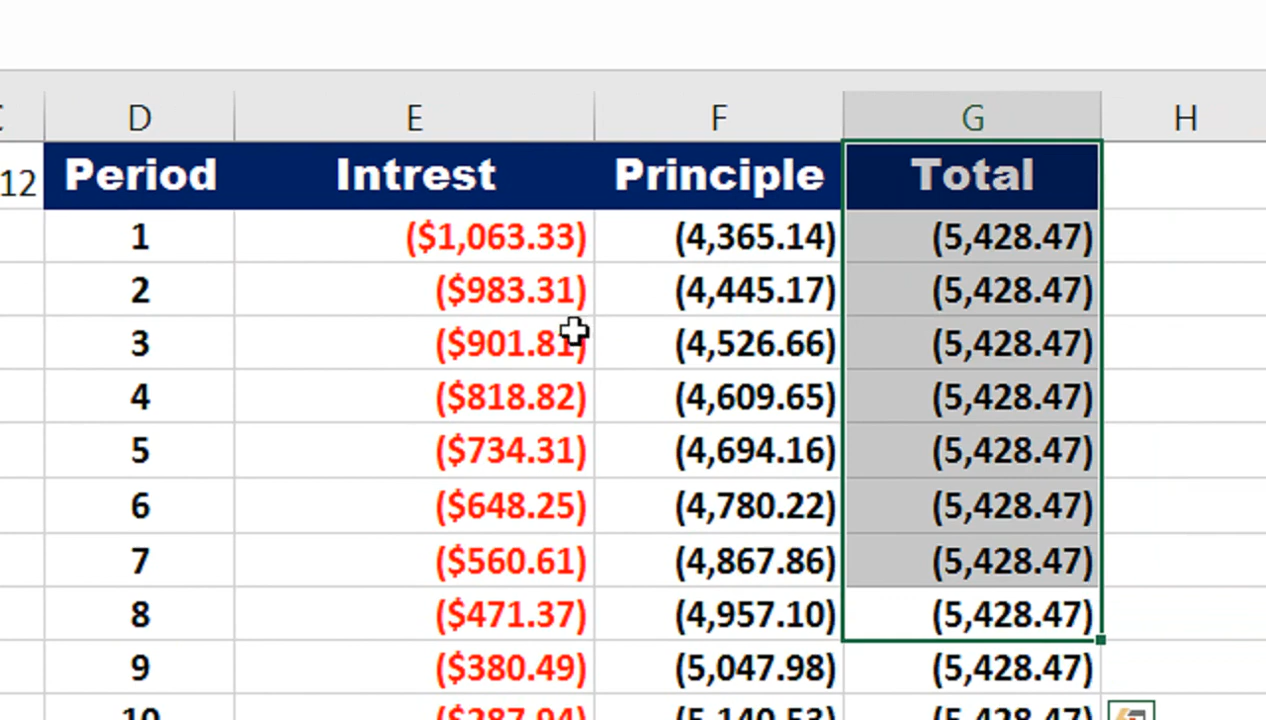 D E F G H
12 Period Intrest Principle Total
1 ($1,063.33) (4,365.14) (5,428.47)
2 ($983.31) (4,445.17) (5,428.47)
3 ($901.81) (4,526.66) (5,428.47)
4 ($818.82) (4,609.65) (5,428.47)
5 ($734.31) (4,694.16) (5,428.47)
6 ($648.25) (4,780.22) (5,428.47)
7 ($560.61) (4,867.86) (5,428.47)
8 ($471.37) (4,957.10) (5,428.47)
9 ($380.49) (5,047.98) (5,428.47)
10 ($287.94) (5,140.53) (5,428.47)